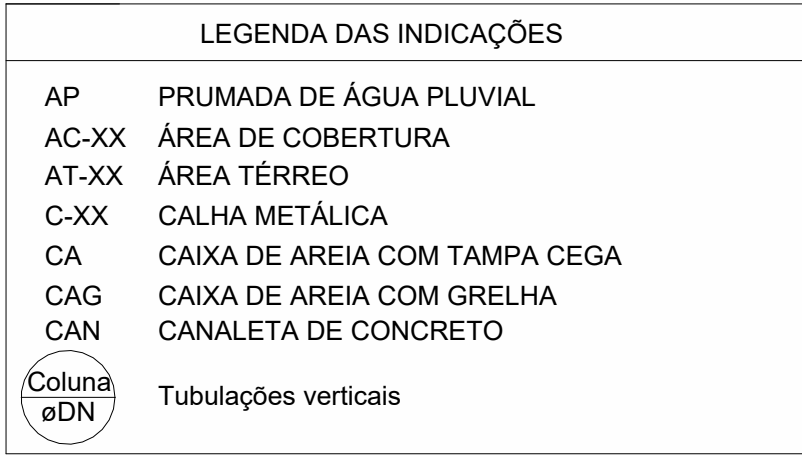 LEGENDA DAS INDICAÇÕES
AP PRUMADA DE ÁGUA PLUVIAL
AC-XX ÁREA DE COBERTURA
AT-XX ÁREA TÉRREO
C-XX CALHA METÁLICA
CA CAIXA DE AREIA COM TAMPA CEGA
CAG CAIXA DE AREIA COM GRELHA
CAN CANALETA DE CONCRETO
Coluna
øDN
Tubulações verticais